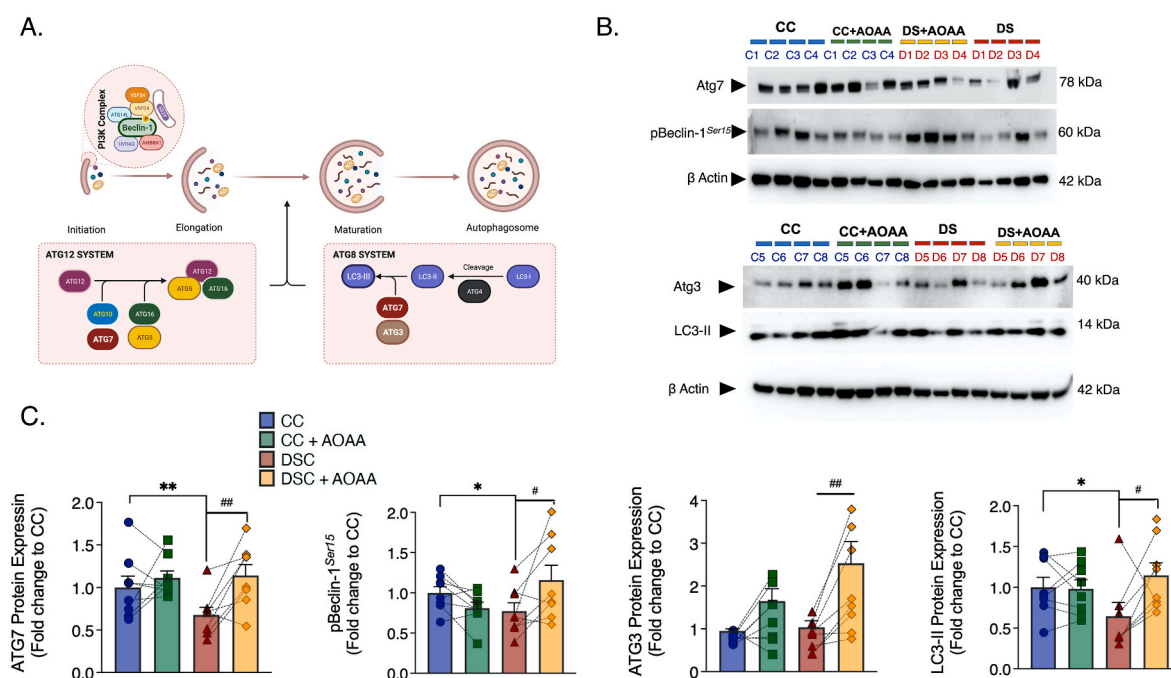 A.
PI3K Complex
VSP34
VSP34
P
ATG14L
Beclin-1
UVRAG
AMBRA1
Initiation
Elongation
Maturation
Autophagosome
ATG12 SYSTEM
ATG12
ATG12
ATG5
ATG16
ATG10
ATG16
ATG7
ATG5
ATG8 SYSTEM
LC3-III
LC3-II
Cleavage
LC3-I
ATG4
ATG7
ATG3
B.
CC
CC+AOAA
DS+AOAA
DS
C1 C2 C3 C4 C1 C2 C3 C4 D1 D2 D3 D4 D1 D2 D3 D4
Atg7
78 kDa
pBeclin-1Ser15
60 kDa
β Actin
42 kDa
CC
CC+AOAA
DS
DS+AOAA
C5 C6 C7 C8 C5 C6 C7 C8 D5 D6 D7 D8 D5 D6 D7 D8
Atg3
40 kDa
LC3-II
14 kDa
β Actin
42 kDa
C.
CC
CC + AOAA
DSC
DSC + AOAA
ATG7 Protein Expressin
(Fold change to CC)
2.0
1.5
1.0
0.5
0.0
**
##
pBeclin-1Ser15
(Fold change to CC)
2.0
1.5
1.0
0.5
0.0
*
#
ATG3 Protein Expression
(Fold change to CC)
4
3
2
1
0
##
LC3-II Protein Expression
(Fold change to CC)
2.0
1.5
1.0
0.5
0.0
*
#